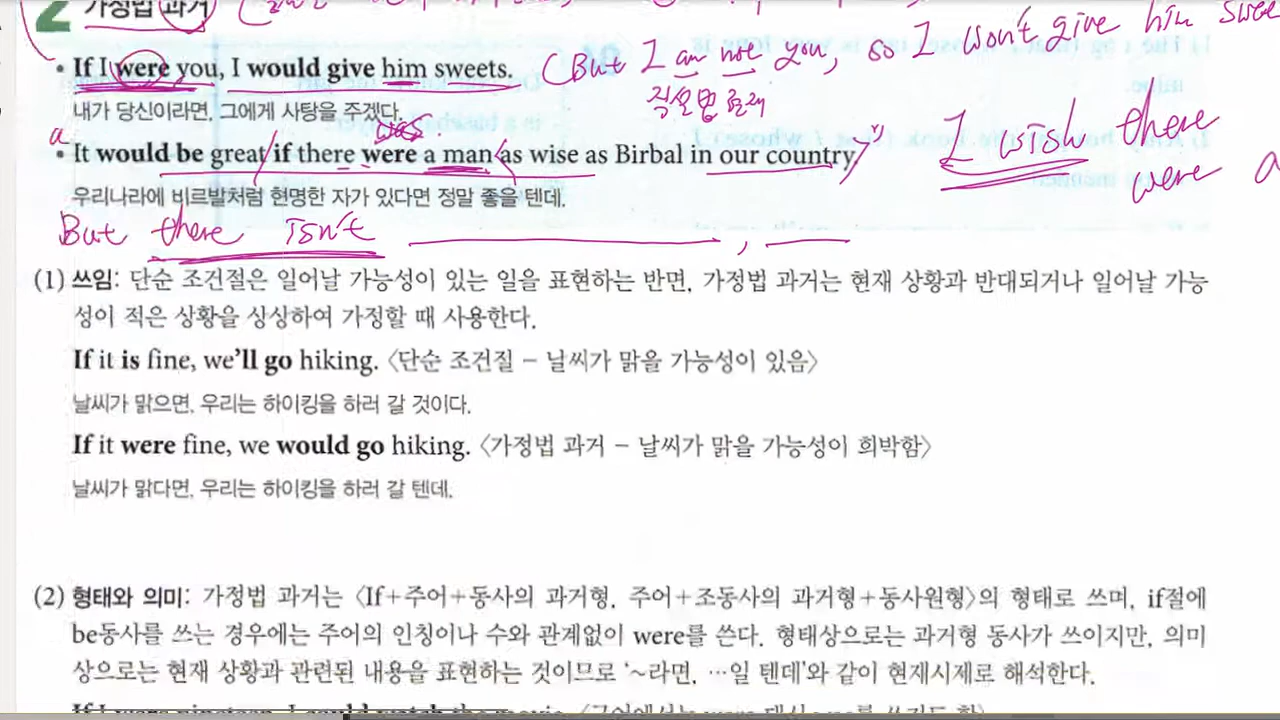 2 가정법 과거
• If I were you, I would give him sweets. (But I am not you, so I won't give him
직설법 현재
내가 당신이라면, 그에게 사탕을 주겠다.
was
a
• It would be great if there were a man as wise as Birbal in our country. I wish there
were a
우리나라에 비르발처럼 현명한 자가 있다면 정말 좋을 텐데.
But there isn't
(1) 쓰임: 단순 조건절은 일어날 가능성이 있는 일을 표현하는 반면, 가정법 과거는 현재 상황과 반대되거나 일어날 가능
성이 적은 상황을 상상하여 가정할 때 사용한다.
If it is fine, we'll go hiking. 〈단순 조건절 – 날씨가 맑을 가능성이 있음〉
날씨가 맑으면, 우리는 하이킹을 하러 갈 것이다.
If it were fine, we would go hiking. 〈가정법 과거 – 날씨가 맑을 가능성이 희박함〉
날씨가 맑다면, 우리는 하이킹을 하러 갈 텐데.
(2) 형태와 의미: 가정법 과거는 〈If+주어+동사의 과거형, 주어+조동사의 과거형+동사원형〉의 형태로 쓰며, if절에
be동사를 쓰는 경우에는 주어의 인칭이나 수와 관계없이 were를 쓴다. 형태상으로는 과거형 동사가 쓰이지만, 의미
상으로는 현재 상황과 관련된 내용을 표현하는 것이므로 '~라면, …일 텐데'와 같이 현재시제로 해석한다.
If I were nineteen, I could watch the movie.